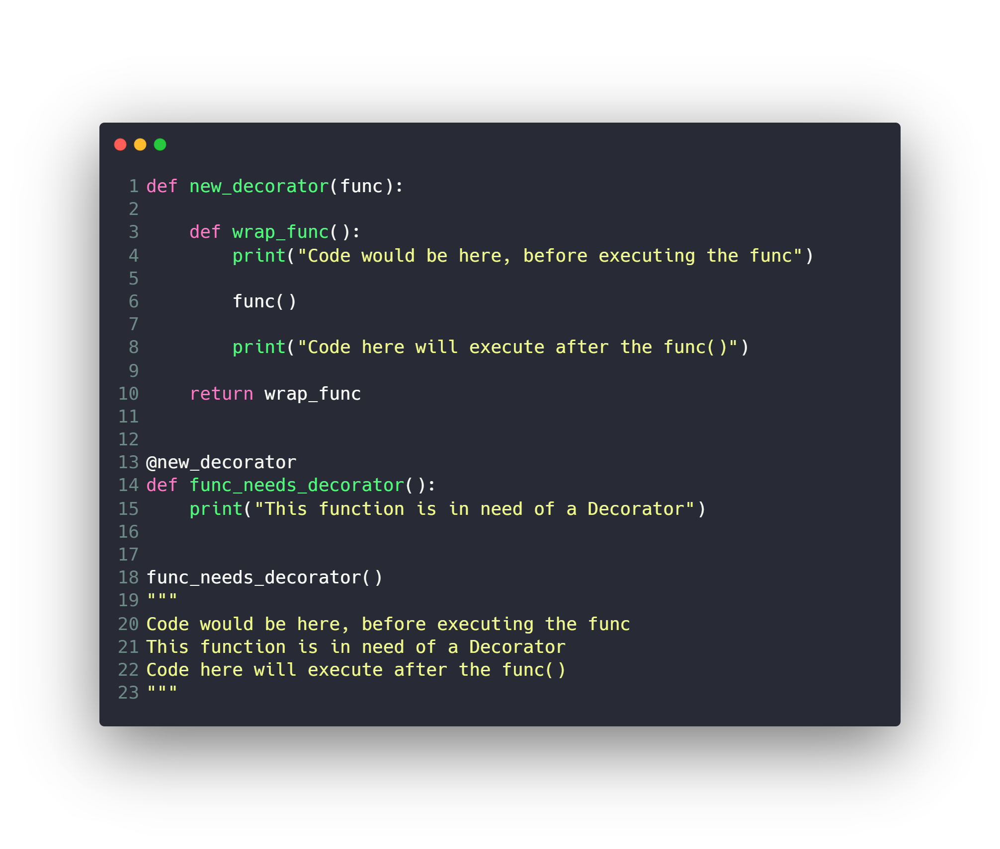 1 def new_decorator(func):
2
3     def wrap_func():
4         print("Code would be here, before executing the func")
5
6         func()
7
8         print("Code here will execute after the func()")
9
10     return wrap_func
11
12
13 @new_decorator
14 def func_needs_decorator():
15     print("This function is in need of a Decorator")
16
17
18 func_needs_decorator()
19 """
20 Code would be here, before executing the func
21 This function is in need of a Decorator
22 Code here will execute after the func()
23 """